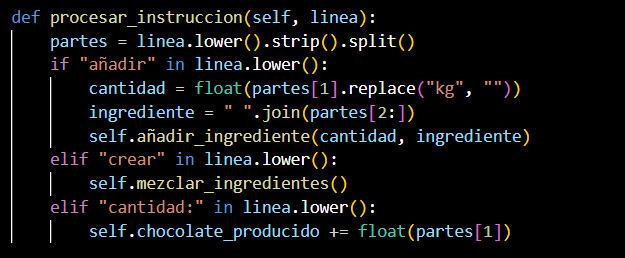 def procesar_instruccion(self, linea):
    partes = linea.lower().strip().split()
    if "añadir" in linea.lower():
        cantidad = float(partes[1].replace("kg", ""))
        ingrediente = " ".join(partes[2:])
        self.añadir_ingrediente(cantidad, ingrediente)
    elif "crear" in linea.lower():
        self.mezclar_ingredientes()
    elif "cantidad:" in linea.lower():
        self.chocolate_producido += float(partes[1])